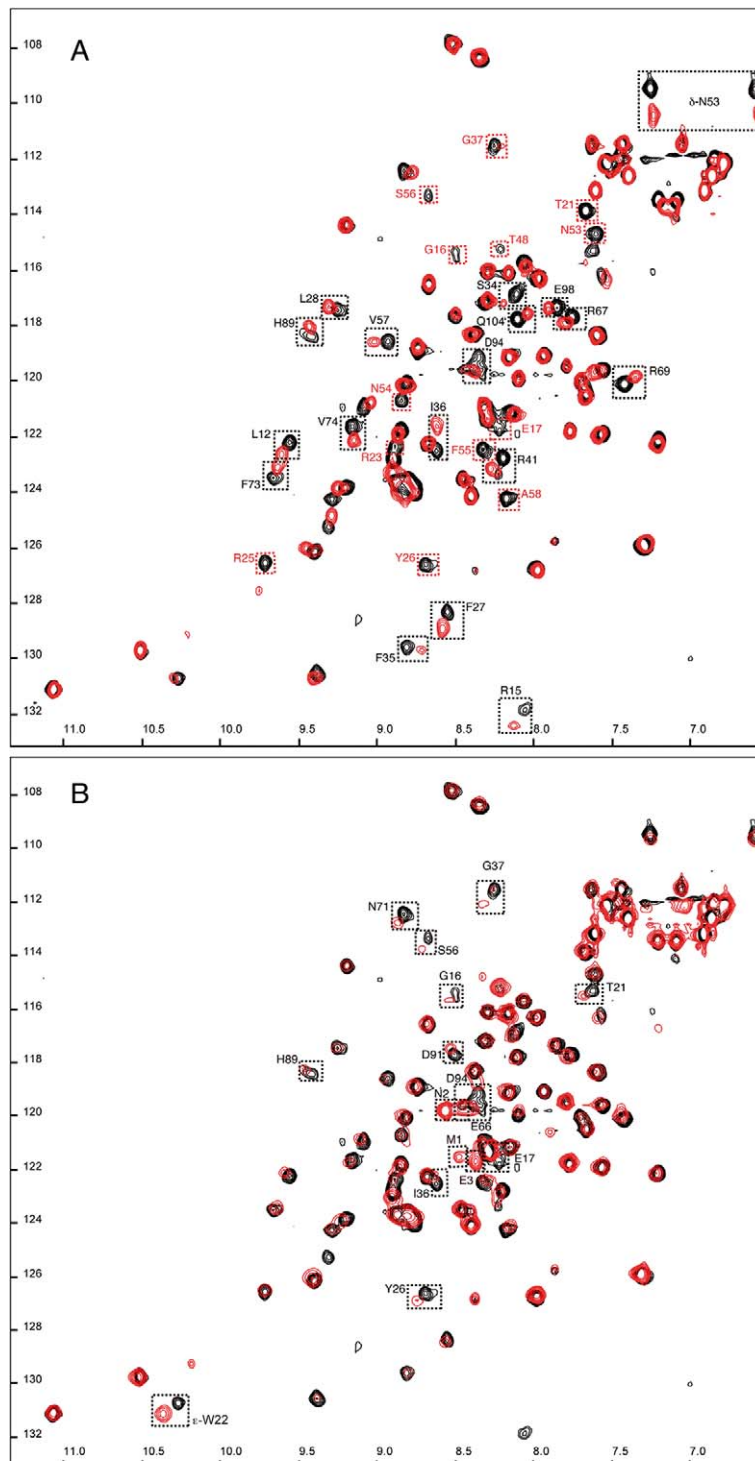 A
108
110
δ-N53
112
G37
114
S56
T21
N53
116
G16
T48
S34
E98
118
L28
V57
H89
Q104
R67
D94
120
N54
R69
I36
122
L12
V74
R23
F55
E17
R41
F73
124
A58
126
R25
Y26
128
F27
130
F35
R15
132
11.0
10.5
10.0
9.5
9.0
8.5
8.0
7.5
7.0
B
108
110
G37
112
N71
S56
114
G16
T21
116
118
H89
D91
D94
N2
120
E66
M1
E17
122
I36
E3
124
126
Y26
128
130
ε-W22
132
11.0
10.5
10.0
9.5
9.0
8.5
8.0
7.5
7.0